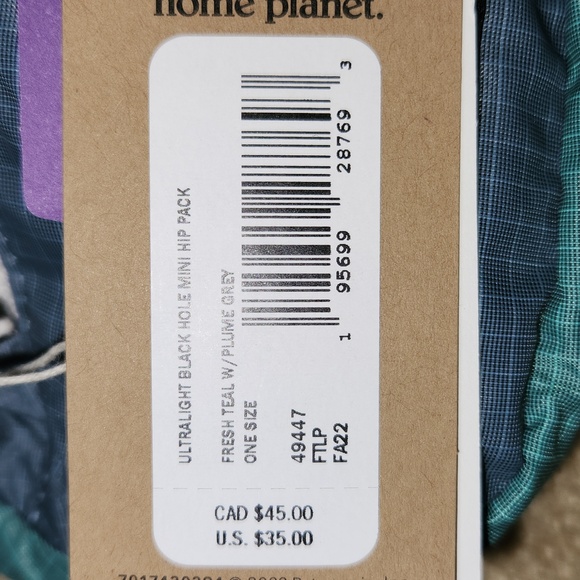 home planet.
ULTRALIGHT BLACK HOLE MINI HIP PACK
FRESH TEAL W/PLUME GREY
ONE SIZE
1 95699 28769 3
49447
FTLP
FA22
CAD $45.00
U.S. $35.00